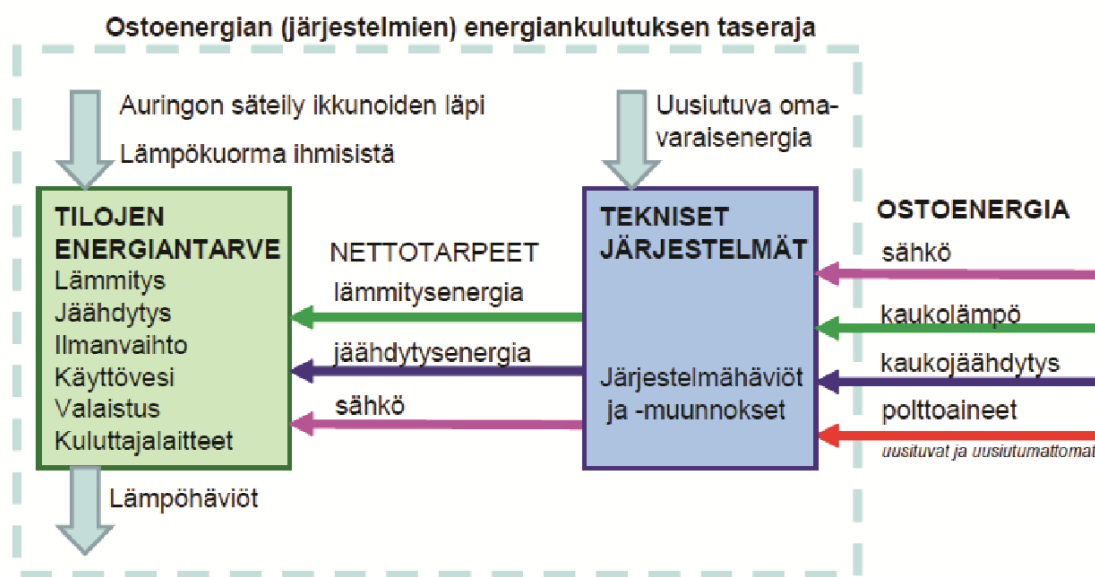 Ostoenergian (järjestelmien) energiankulutuksen taseraja
Auringon säteily ikkunoiden läpi
Lämpökuorma ihmisistä
Uusiutuva oma-
varaisenergia
TILOJEN
ENERGIANTARVE
Lämmitys
Jäähdytys
Ilmanvaihto
Käyttövesi
Valaistus
Kuluttajalaitteet
NETTOTARPEET
lämmitysenergia
jäähdytysenergia
sähkö
TEKNISET
JÄRJESTELMÄT
Järjestelmähäviöt
ja -muunnokset
OSTOENERGIA
sähkö
kaukolämpö
kaukojäähdytys
polttoaineet
uusituvat ja uusiutumattomat
Lämpöhäviöt